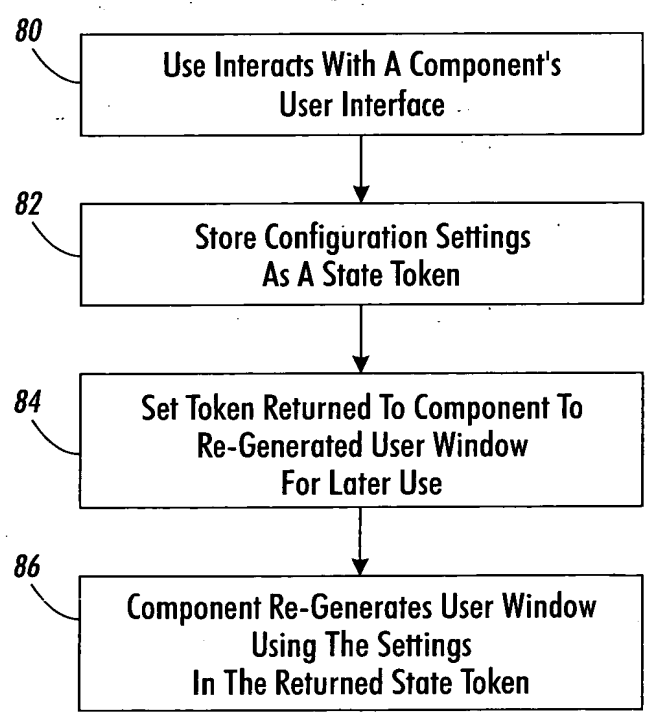 80
Use Interacts With A Component's
User Interface
82
Store Configuration Settings
As A State Token
84
Set Token Returned To Component To
Re-Generated User Window
For Later Use
86
Component Re-Generates User Window
Using The Settings
In The Returned State Token